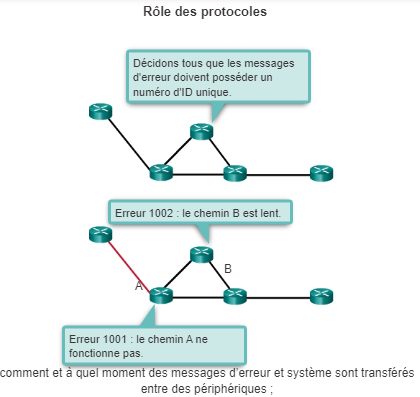 Rôle des protocoles
Décidons tous que les messages
d'erreur doivent posséder un
numéro d'ID unique.
Erreur 1002 : le chemin B est lent.
B
A
Erreur 1001 : le chemin A ne
fonctionne pas.
comment et à quel moment des messages d'erreur et système sont transférés
entre des périphériques ;